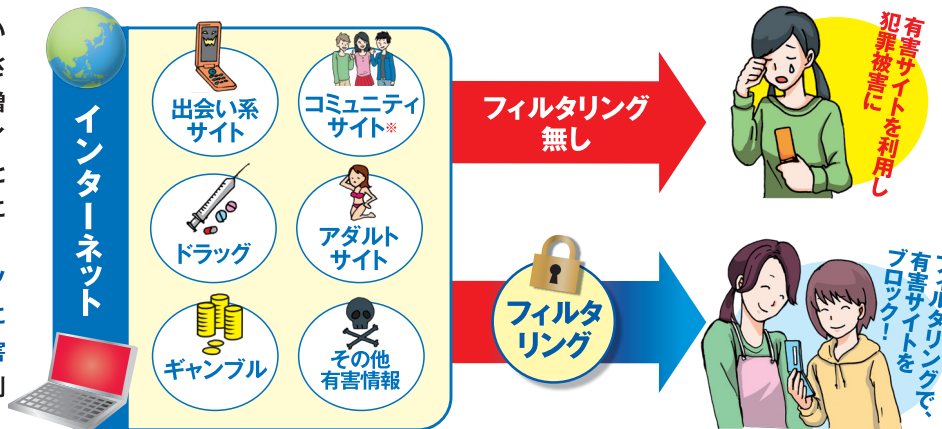 インターネット
出会い系
サイト
コミュニティ
サイト※
ドラッグ
アダルト
サイト
ギャンブル
その他
有害情報
フィルタリング
無し
有害サイトを利用し
犯罪被害に
フィルタ
リング
フィルタリングで、
有害サイトを
ブロック!